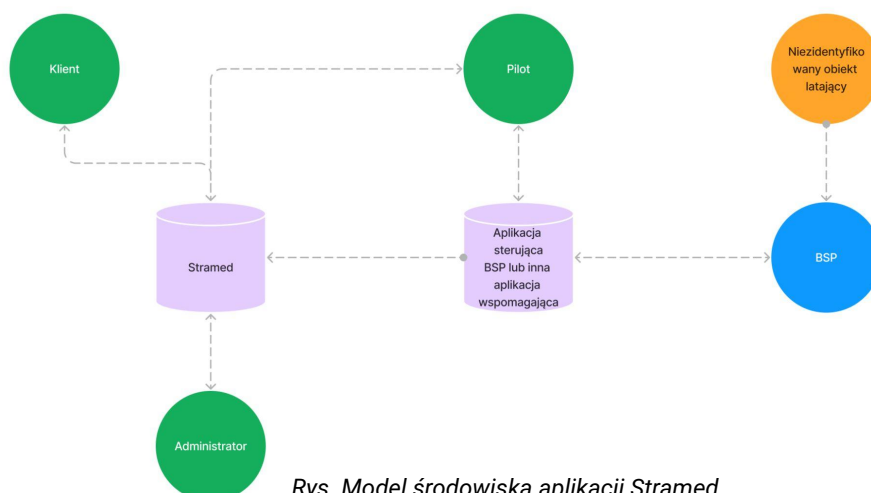 Klient
Pilot
Niezidentyfiko
wany obiekt
latający
Stramed
Aplikacja
sterująca
BSP lub inna
aplikacja
wspomagająca
BSP
Administrator
Rys. Model środowiska aplikacji Stramed